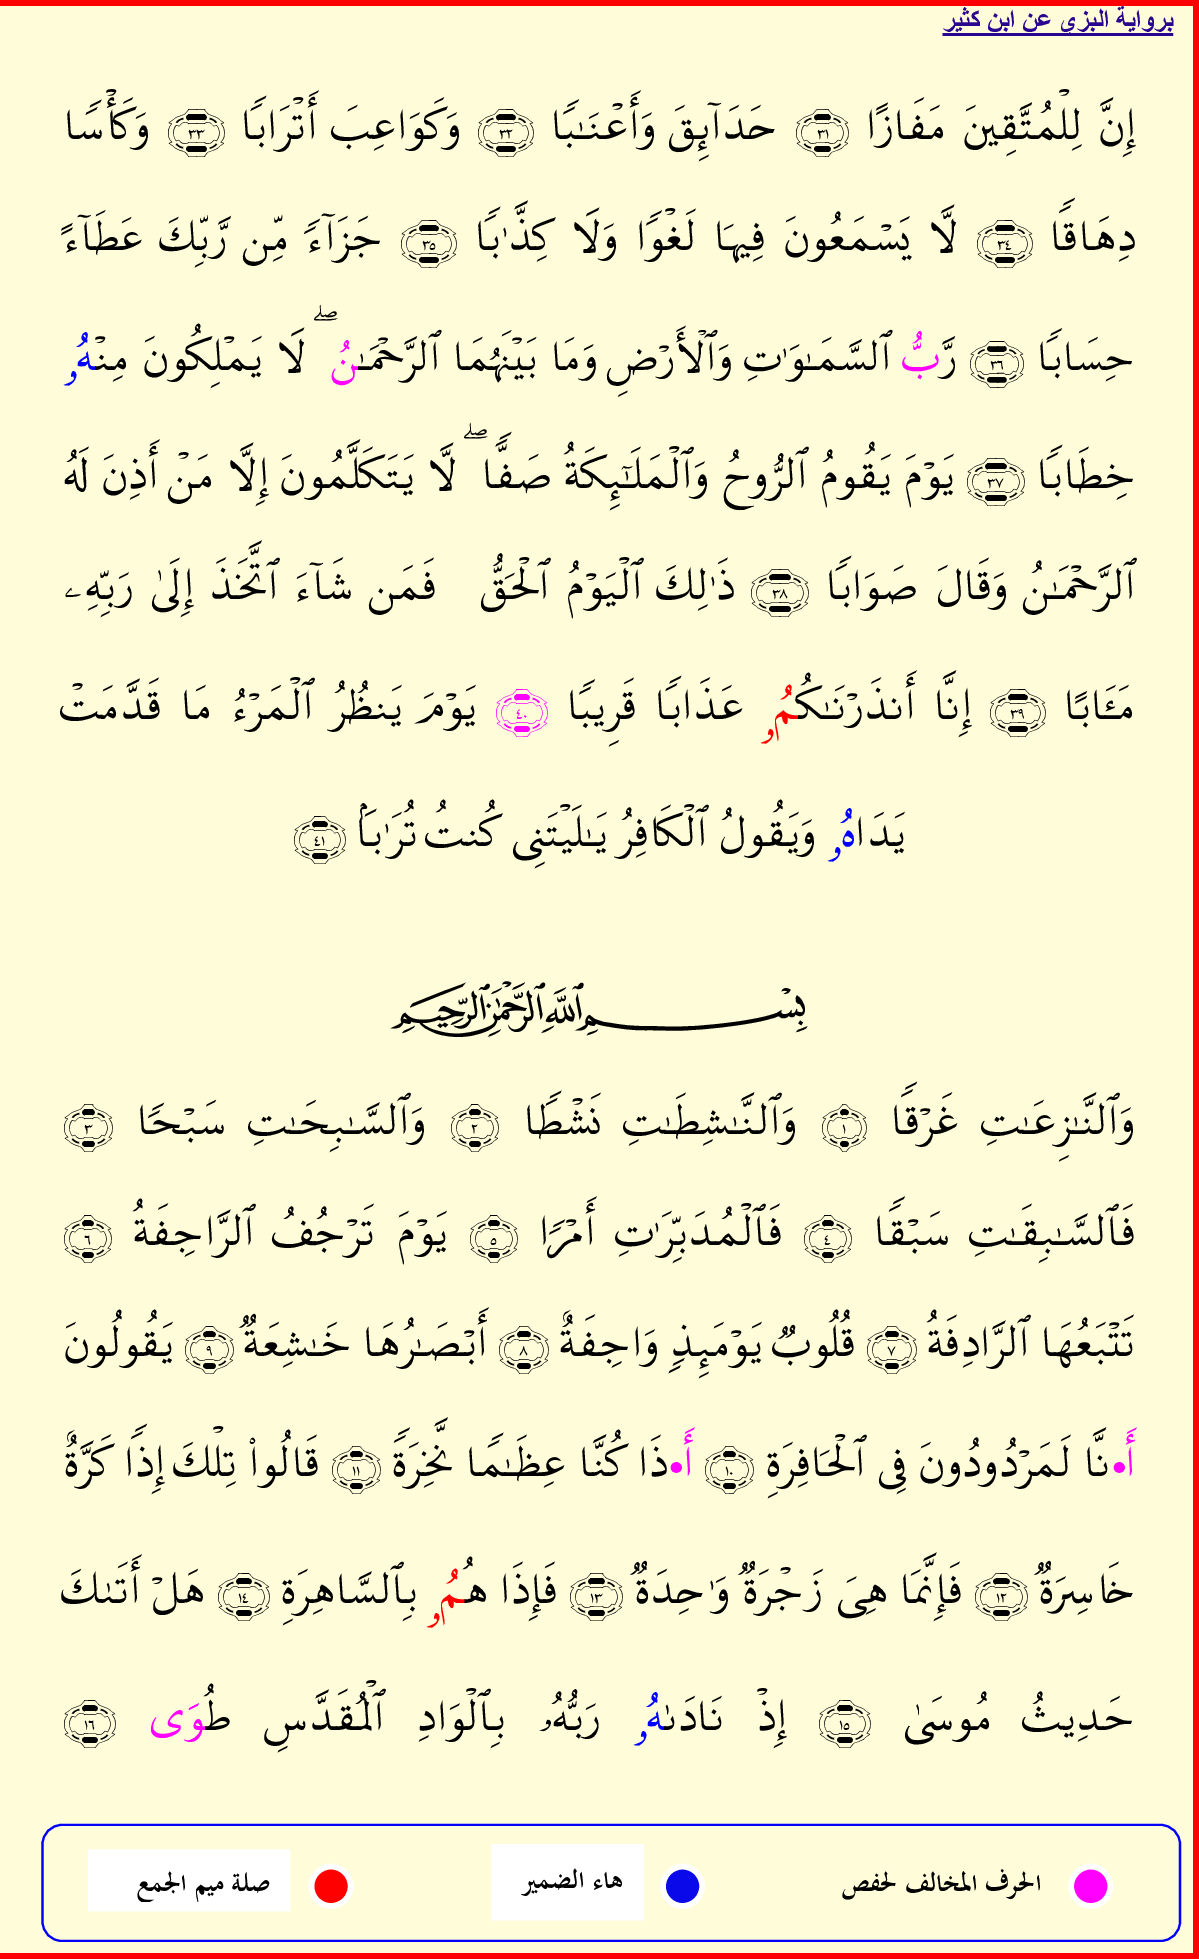 برواية البزي عن ابن كثير
إِنَّ لِلْمُتَّقِينَ مَفَازًا ٣١ حَدَآئِقَ وَأَعْنَـٰبًا ٣٢ وَكَوَاعِبَ أَتْرَابًا ٣٣ وَكَأْسًا
دِهَاقًا ٣٤ لَّا يَسْمَعُونَ فِيهَا لَغْوًا وَلَا كِذَّٰبًا ٣٥ جَزَآءً مِّن رَّبِّكَ عَطَآءً
حِسَابًا ٣٦ رَّبُّ ٱلسَّمَـٰوَٰتِ وَٱلْأَرْضِ وَمَا بَيْنَهُمَا ٱلرَّحْمَـٰنُ ۖ لَا يَمْلِكُونَ مِنْهُۥ
خِطَابًا ٣٧ يَوْمَ يَقُومُ ٱلرُّوحُ وَٱلْمَلَـٰٓئِكَةُ صَفًّا ۖ لَّا يَتَكَلَّمُونَ إِلَّا مَنْ أَذِنَ لَهُ
ٱلرَّحْمَـٰنُ وَقَالَ صَوَابًا ٣٨ ذَٰلِكَ ٱلْيَوْمُ ٱلْحَقُّ فَمَن شَآءَ ٱتَّخَذَ إِلَىٰ رَبِّهِۦ
مَـَٔابًا ٣٩ إِنَّا أَنذَرْنَـٰكُمُۥ عَذَابًا قَرِيبًا ٤٠ يَوْمَ يَنظُرُ ٱلْمَرْءُ مَا قَدَّمَتْ
يَدَاهُۥ وَيَقُولُ ٱلْكَافِرُ يَـٰلَيْتَنِى كُنتُ تُرَٰبَۢا ٤١
بِسْمِ ٱللَّهِ ٱلرَّحْمَـٰنِ ٱلرَّحِيمِ
وَٱلنَّـٰزِعَـٰتِ غَرْقًا ١ وَٱلنَّـٰشِطَـٰتِ نَشْطًا ٢ وَٱلسَّـٰبِحَـٰتِ سَبْحًا ٣
فَٱلسَّـٰبِقَـٰتِ سَبْقًا ٤ فَٱلْمُدَبِّرَٰتِ أَمْرًا ٥ يَوْمَ تَرْجُفُ ٱلرَّاجِفَةُ ٦
تَتْبَعُهَا ٱلرَّادِفَةُ ٧ قُلُوبٌ يَوْمَئِذٍ وَاجِفَةٌ ٨ أَبْصَـٰرُهَا خَـٰشِعَةٌ ٩ يَقُولُونَ
أَ•نَّا لَمَرْدُودُونَ فِى ٱلْحَافِرَةِ ١٠ أَ•ذَا كُنَّا عِظَـٰمًا نَّخِرَةً ١١ قَالُوا۟ تِلْكَ إِذًا كَرَّةٌ
خَاسِرَةٌ ١٢ فَإِنَّمَا هِىَ زَجْرَةٌ وَٰحِدَةٌ ١٣ فَإِذَا هُمُۥ بِٱلسَّاهِرَةِ ١٤ هَلْ أَتَىٰكَ
حَدِيثُ مُوسَىٰ ١٥ إِذْ نَادَىٰهُۥ رَبُّهُۥ بِٱلْوَادِ ٱلْمُقَدَّسِ طُوَى ١٦
الحرف المخالف لحفص
هاء الضمير
صلة ميم الجمع